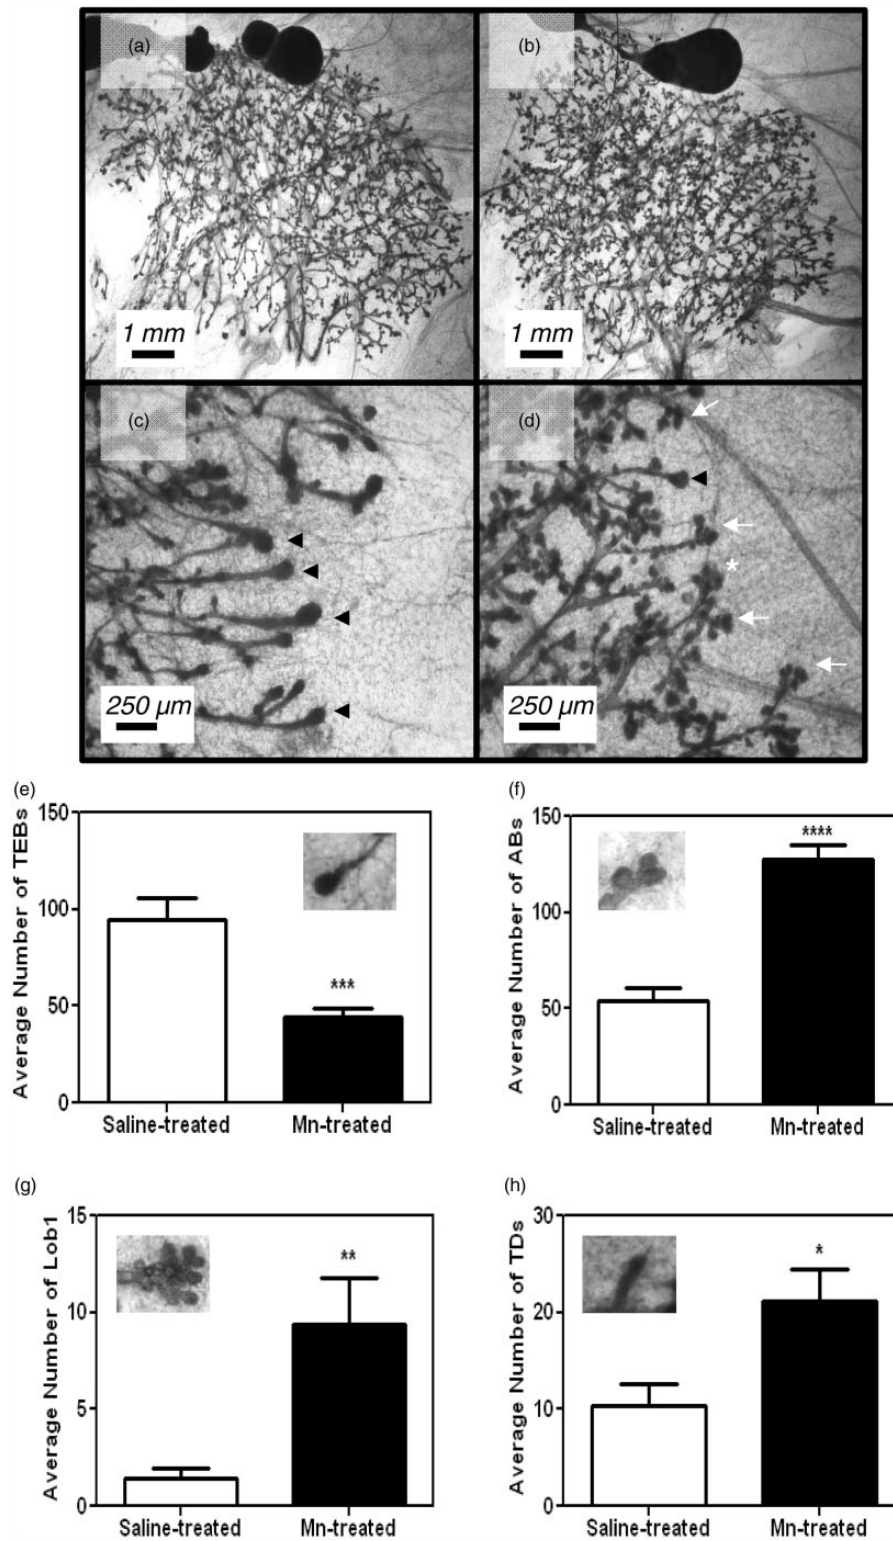 (a)
(b)
1 mm
1 mm
(c)
(d)
*
250 µm
250 µm
(e)
150
100
50
0
Average Number of TEBs
***
Saline-treated
Mn-treated
(f)
150
100
50
0
Average Number of ABs
****
Saline-treated
Mn-treated
(g)
15
10
5
0
Average Number of Lob1
**
Saline-treated
Mn-treated
(h)
30
20
10
0
Average Number of TDs
*
Saline-treated
Mn-treated